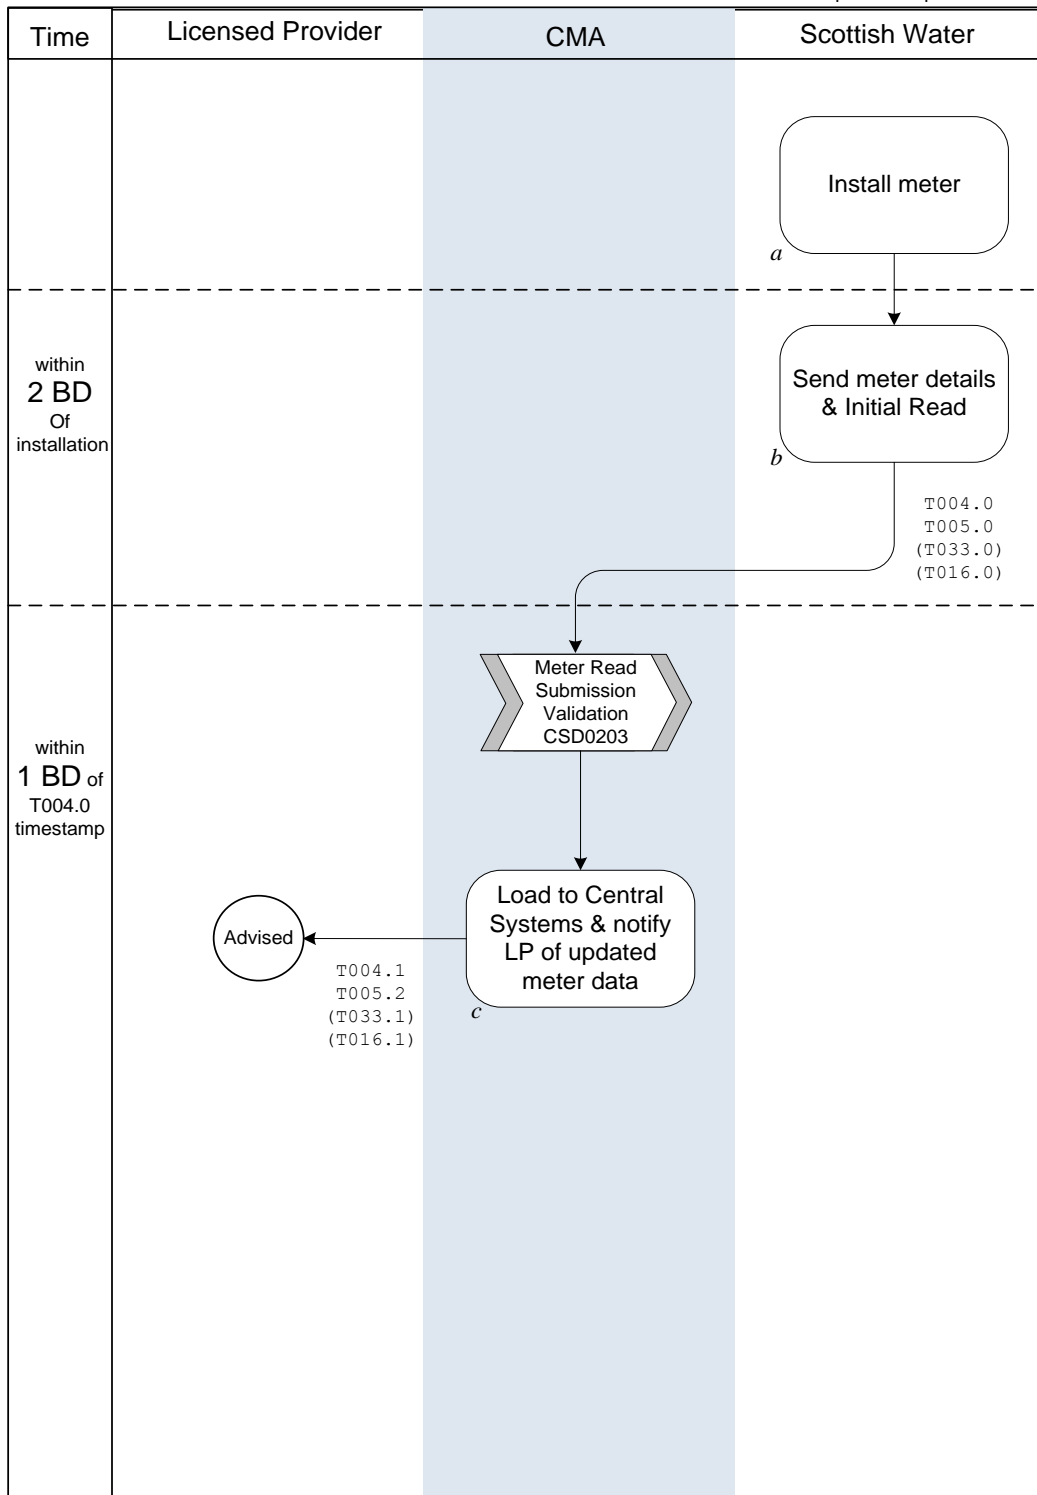 Time
Licensed Provider
CMA
Scottish Water
Install meter
a
within
2 BD
Of
installation
Send meter details
& Initial Read
b
T004.0
T005.0
(T033.0)
(T016.0)
Meter Read
Submission
Validation
CSD0203
within
1 BD of
T004.0
timestamp
Load to Central
Systems & notify
LP of updated
meter data
c
Advised
T004.1
T005.2
(T033.1)
(T016.1)